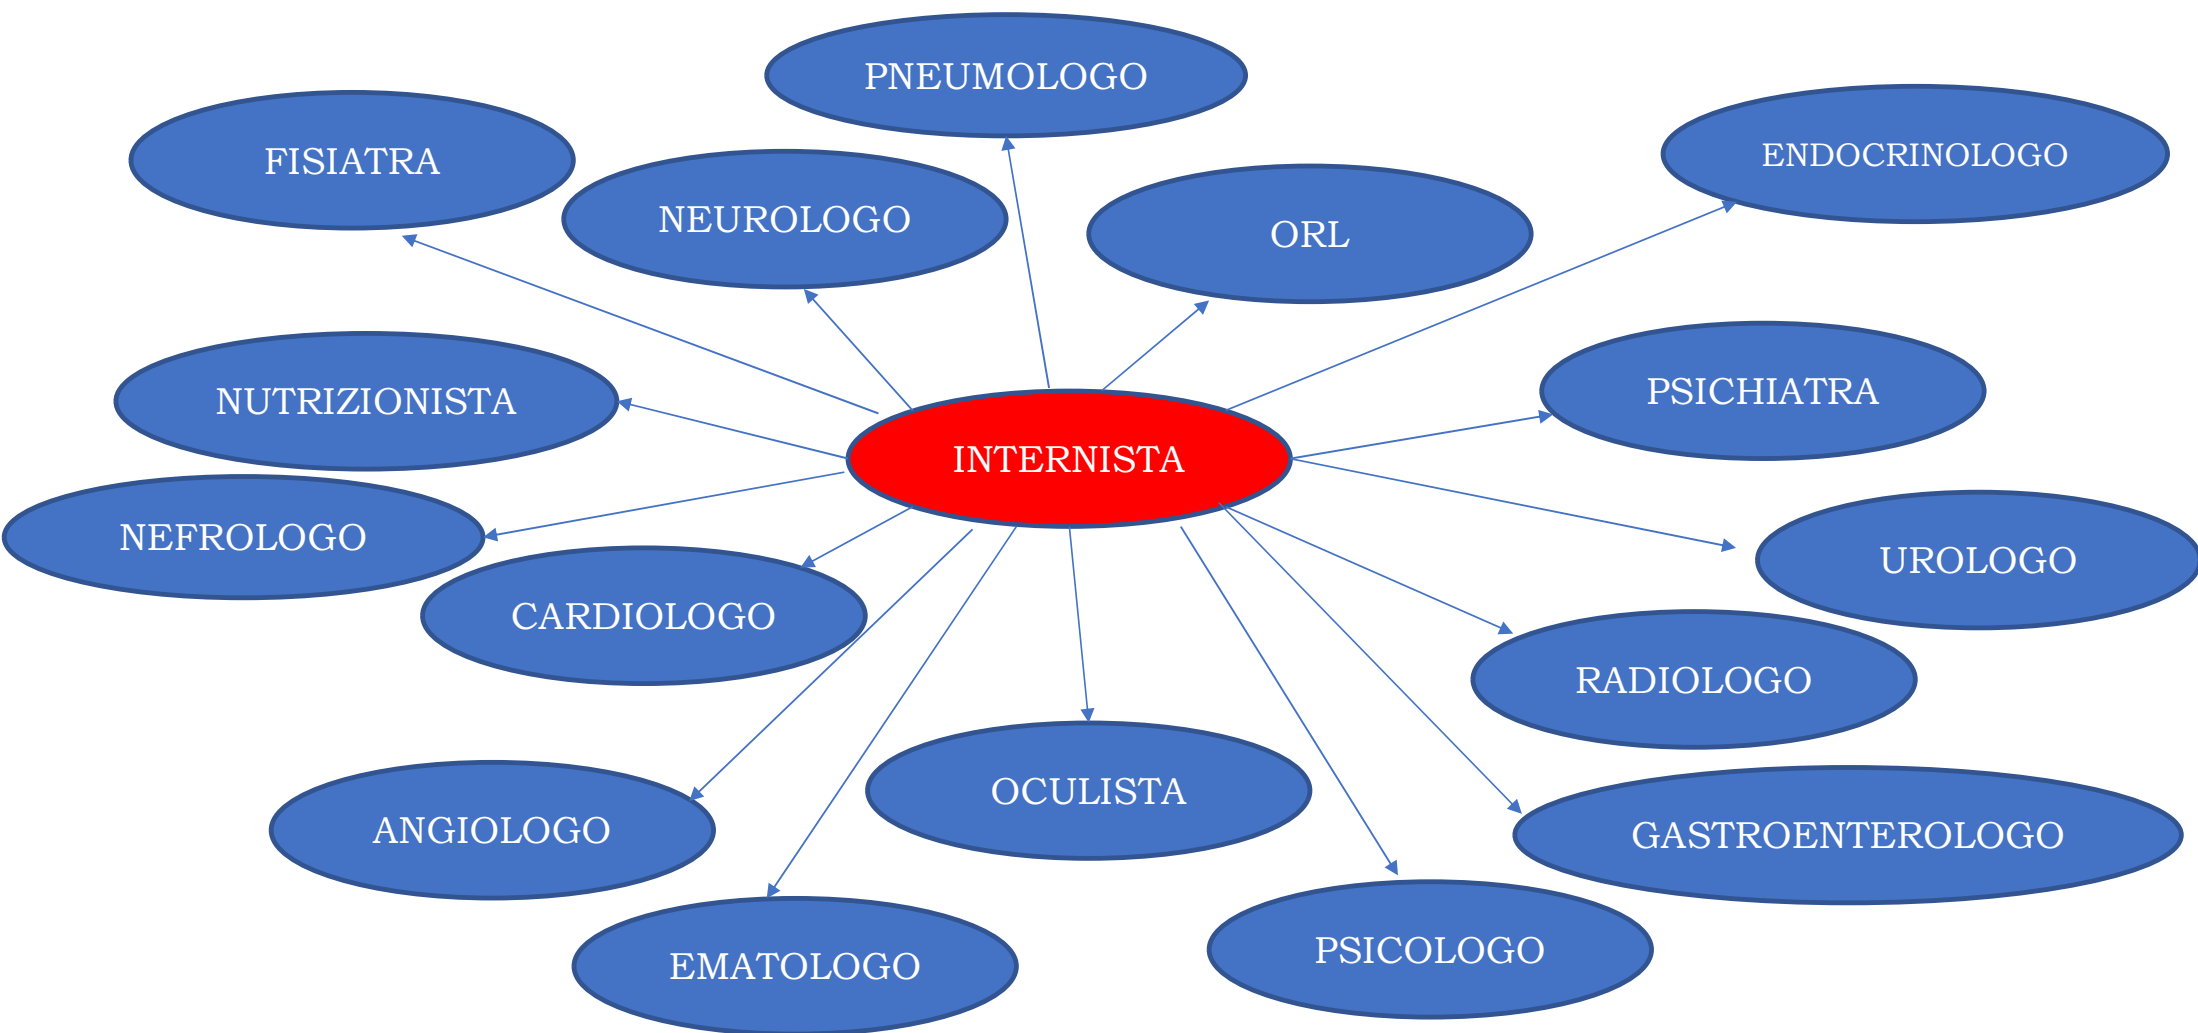 PNEUMOLOGO
FISIATRA
ENDOCRINOLOGO
NEUROLOGO
ORL
NUTRIZIONISTA
PSICHIATRA
INTERNISTA
NEFROLOGO
UROLOGO
CARDIOLOGO
RADIOLOGO
OCULISTA
ANGIOLOGO
GASTROENTEROLOGO
EMATOLOGO
PSICOLOGO